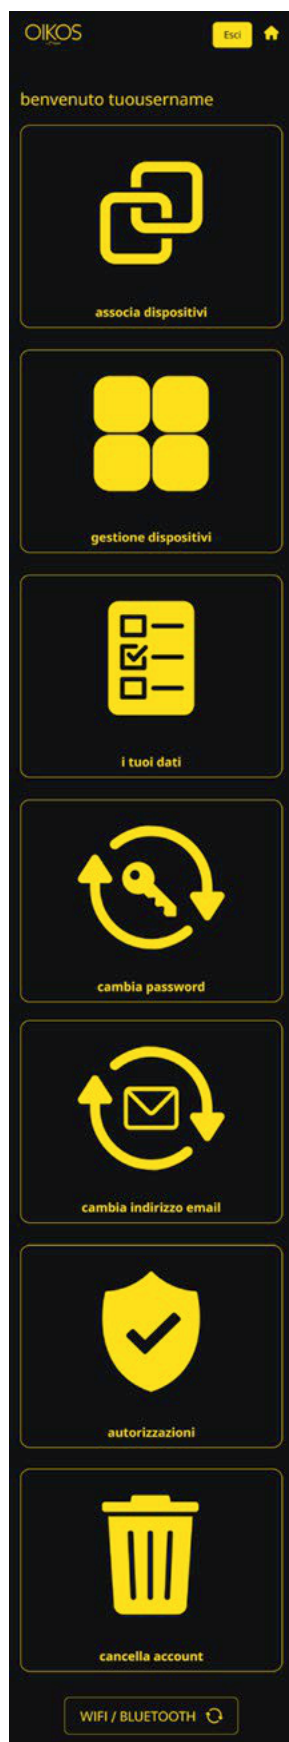 OIKOS
Esci
benvenuto tuousername
associa dispositivi
gestione dispositivi
i tuoi dati
cambia password
cambia indirizzo email
autorizzazioni
cancella account
WIFI / BLUETOOTH